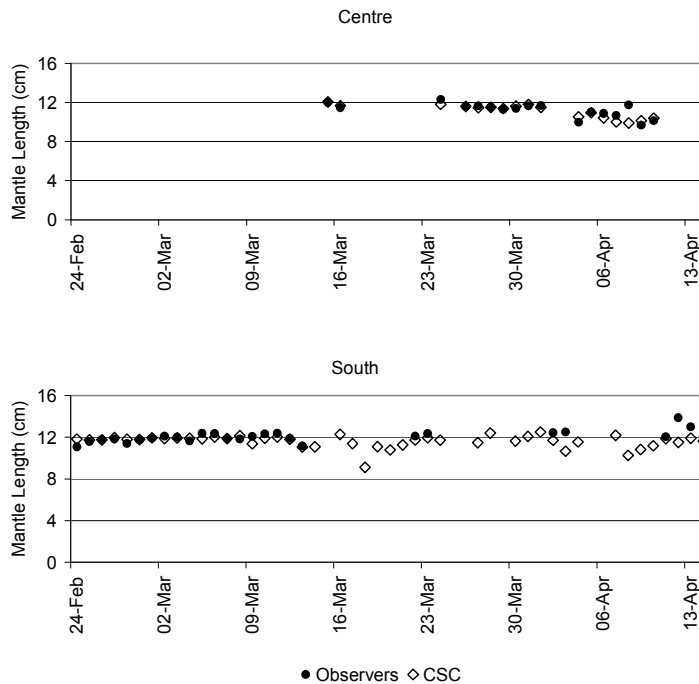 Centre
Mantle Length (cm)
16
12
8
4
0
24-Feb
02-Mar
09-Mar
16-Mar
23-Mar
30-Mar
06-Apr
13-Apr
South
Mantle Length (cm)
16
12
8
4
0
24-Feb
02-Mar
09-Mar
16-Mar
23-Mar
30-Mar
06-Apr
13-Apr
Observers CSC